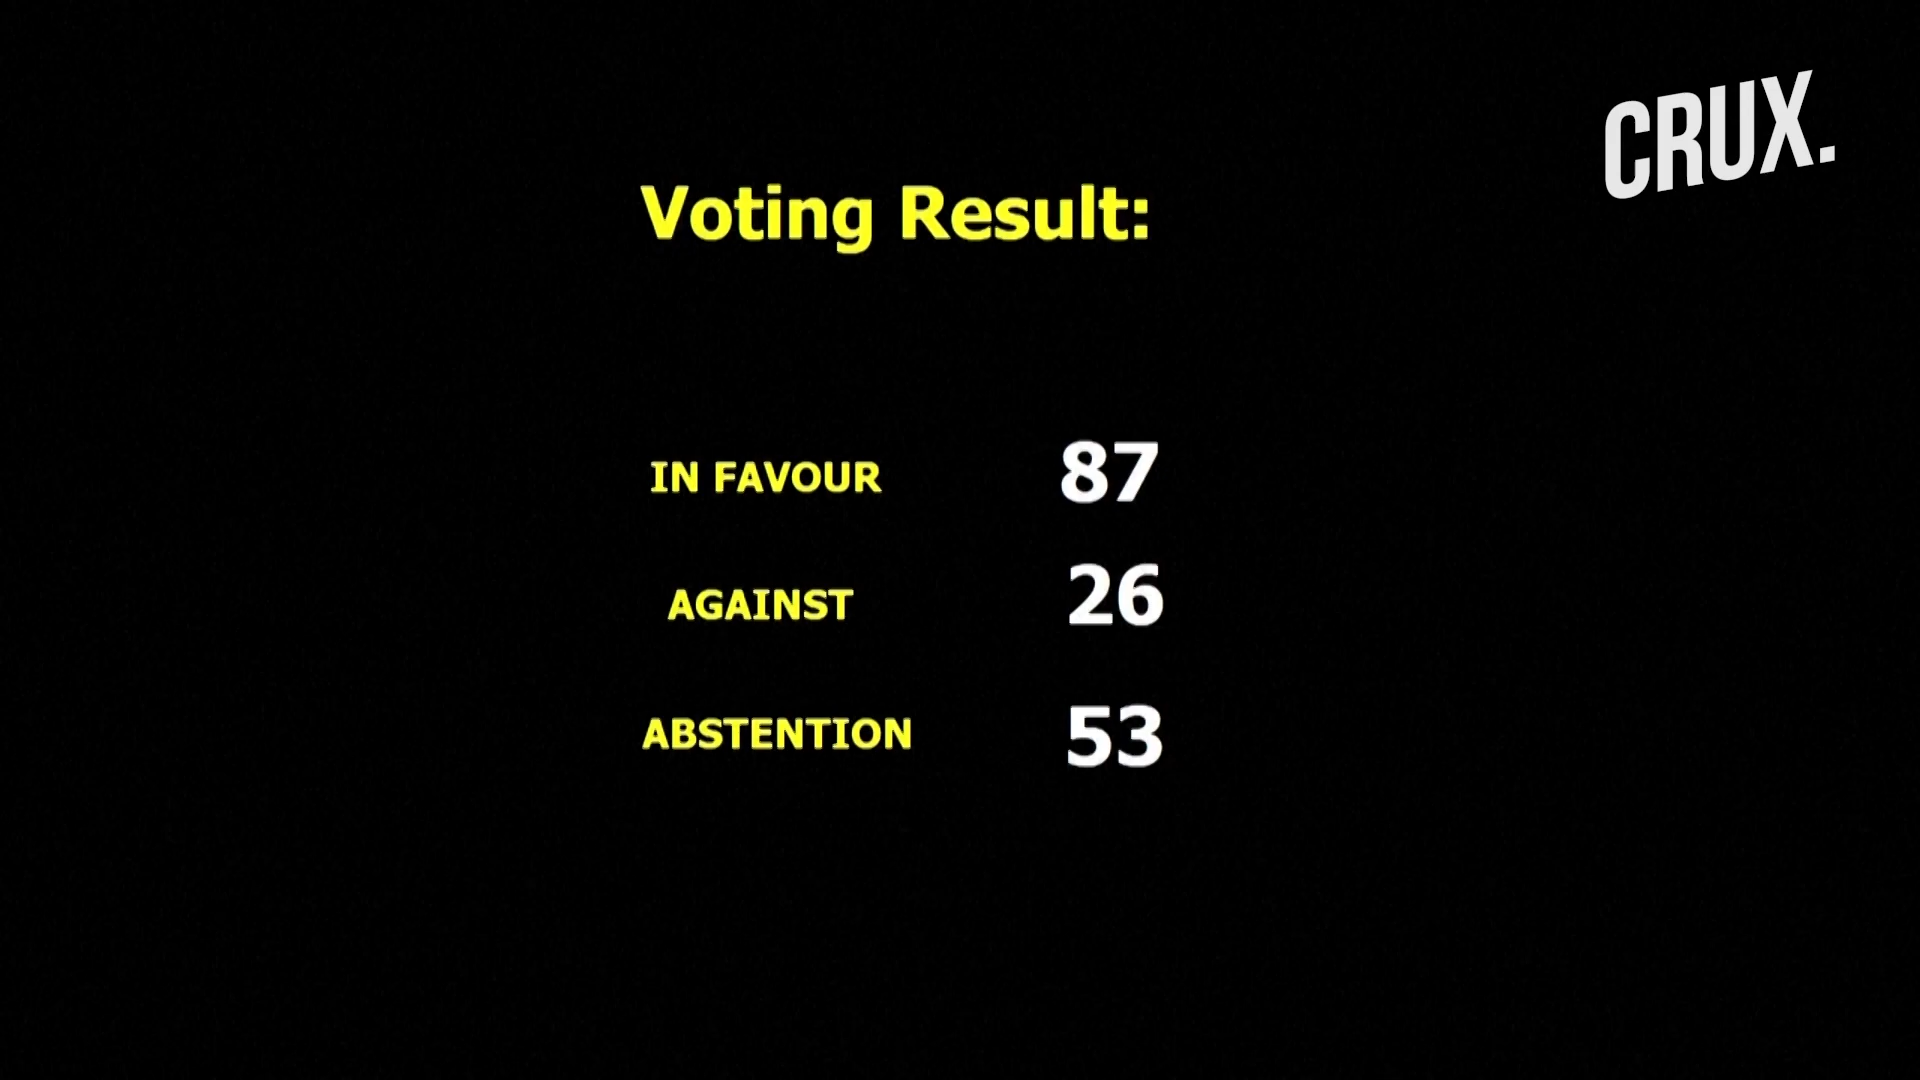 CRUX.
Voting Result:
IN FAVOUR 87
AGAINST 26
ABSTENTION 53